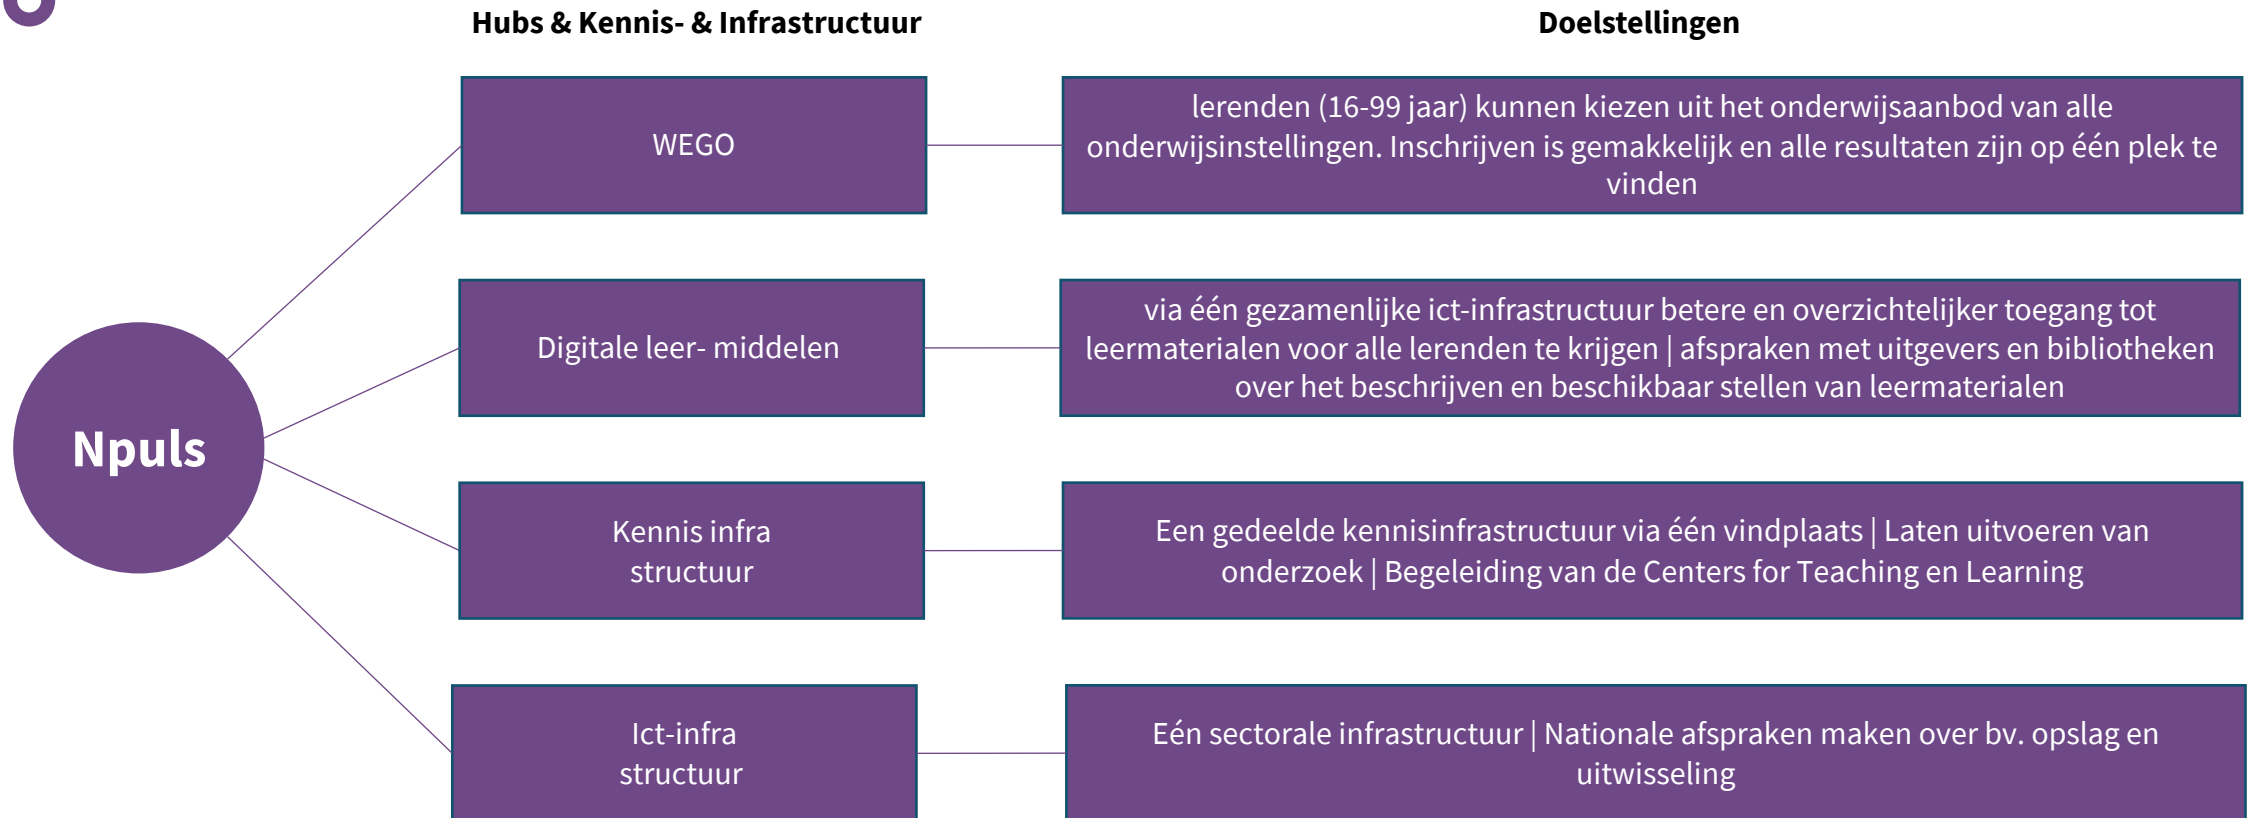 Hubs & Kennis- & Infrastructuur
Doelstellingen
WEGO
lerenden (16-99 jaar) kunnen kiezen uit het onderwijsaanbod van alle
onderwijsinstellingen. Inschrijven is gemakkelijk en alle resultaten zijn op één plek te
vinden
Digitale leer- middelen
via één gezamenlijke ict-infrastructuur betere en overzichtelijker toegang tot
leermaterialen voor alle lerenden te krijgen | afspraken met uitgevers en bibliotheken
over het beschrijven en beschikbaar stellen van leermaterialen
Npuls
Kennis infra
structuur
Een gedeelde kennisinfrastructuur via één vindplaats | Laten uitvoeren van
onderzoek | Begeleiding van de Centers for Teaching en Learning
Ict-infra
structuur
Eén sectorale infrastructuur | Nationale afspraken maken over bv. opslag en
uitwisseling